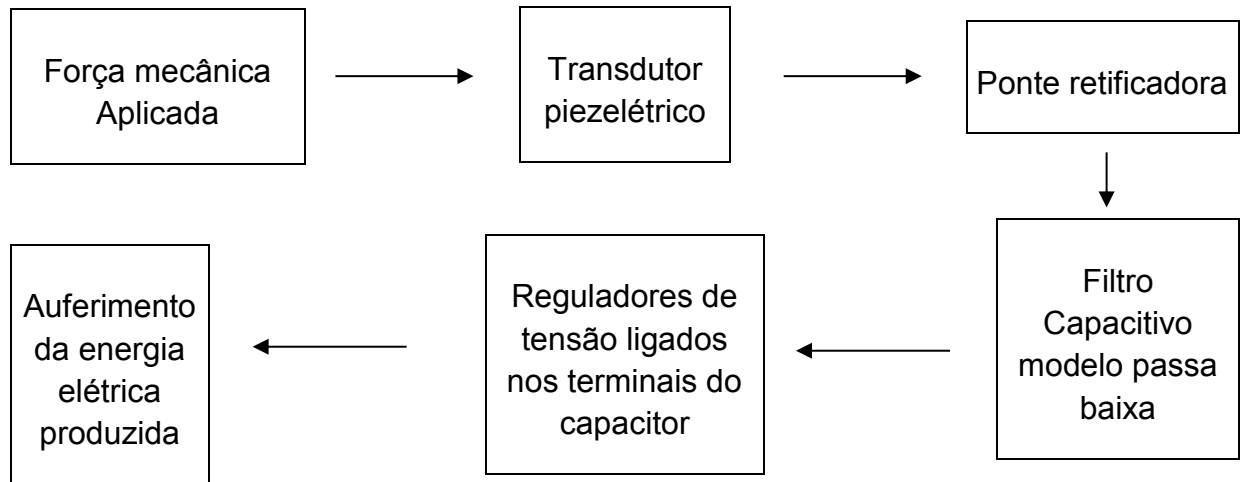 Força mecânica
Aplicada
Transdutor
piezelétrico
Ponte retificadora
Filtro
Capacitivo
modelo passa
baixa
Reguladores de
tensão ligados
nos terminais do
capacitor
Auferimento
da energia
elétrica
produzida